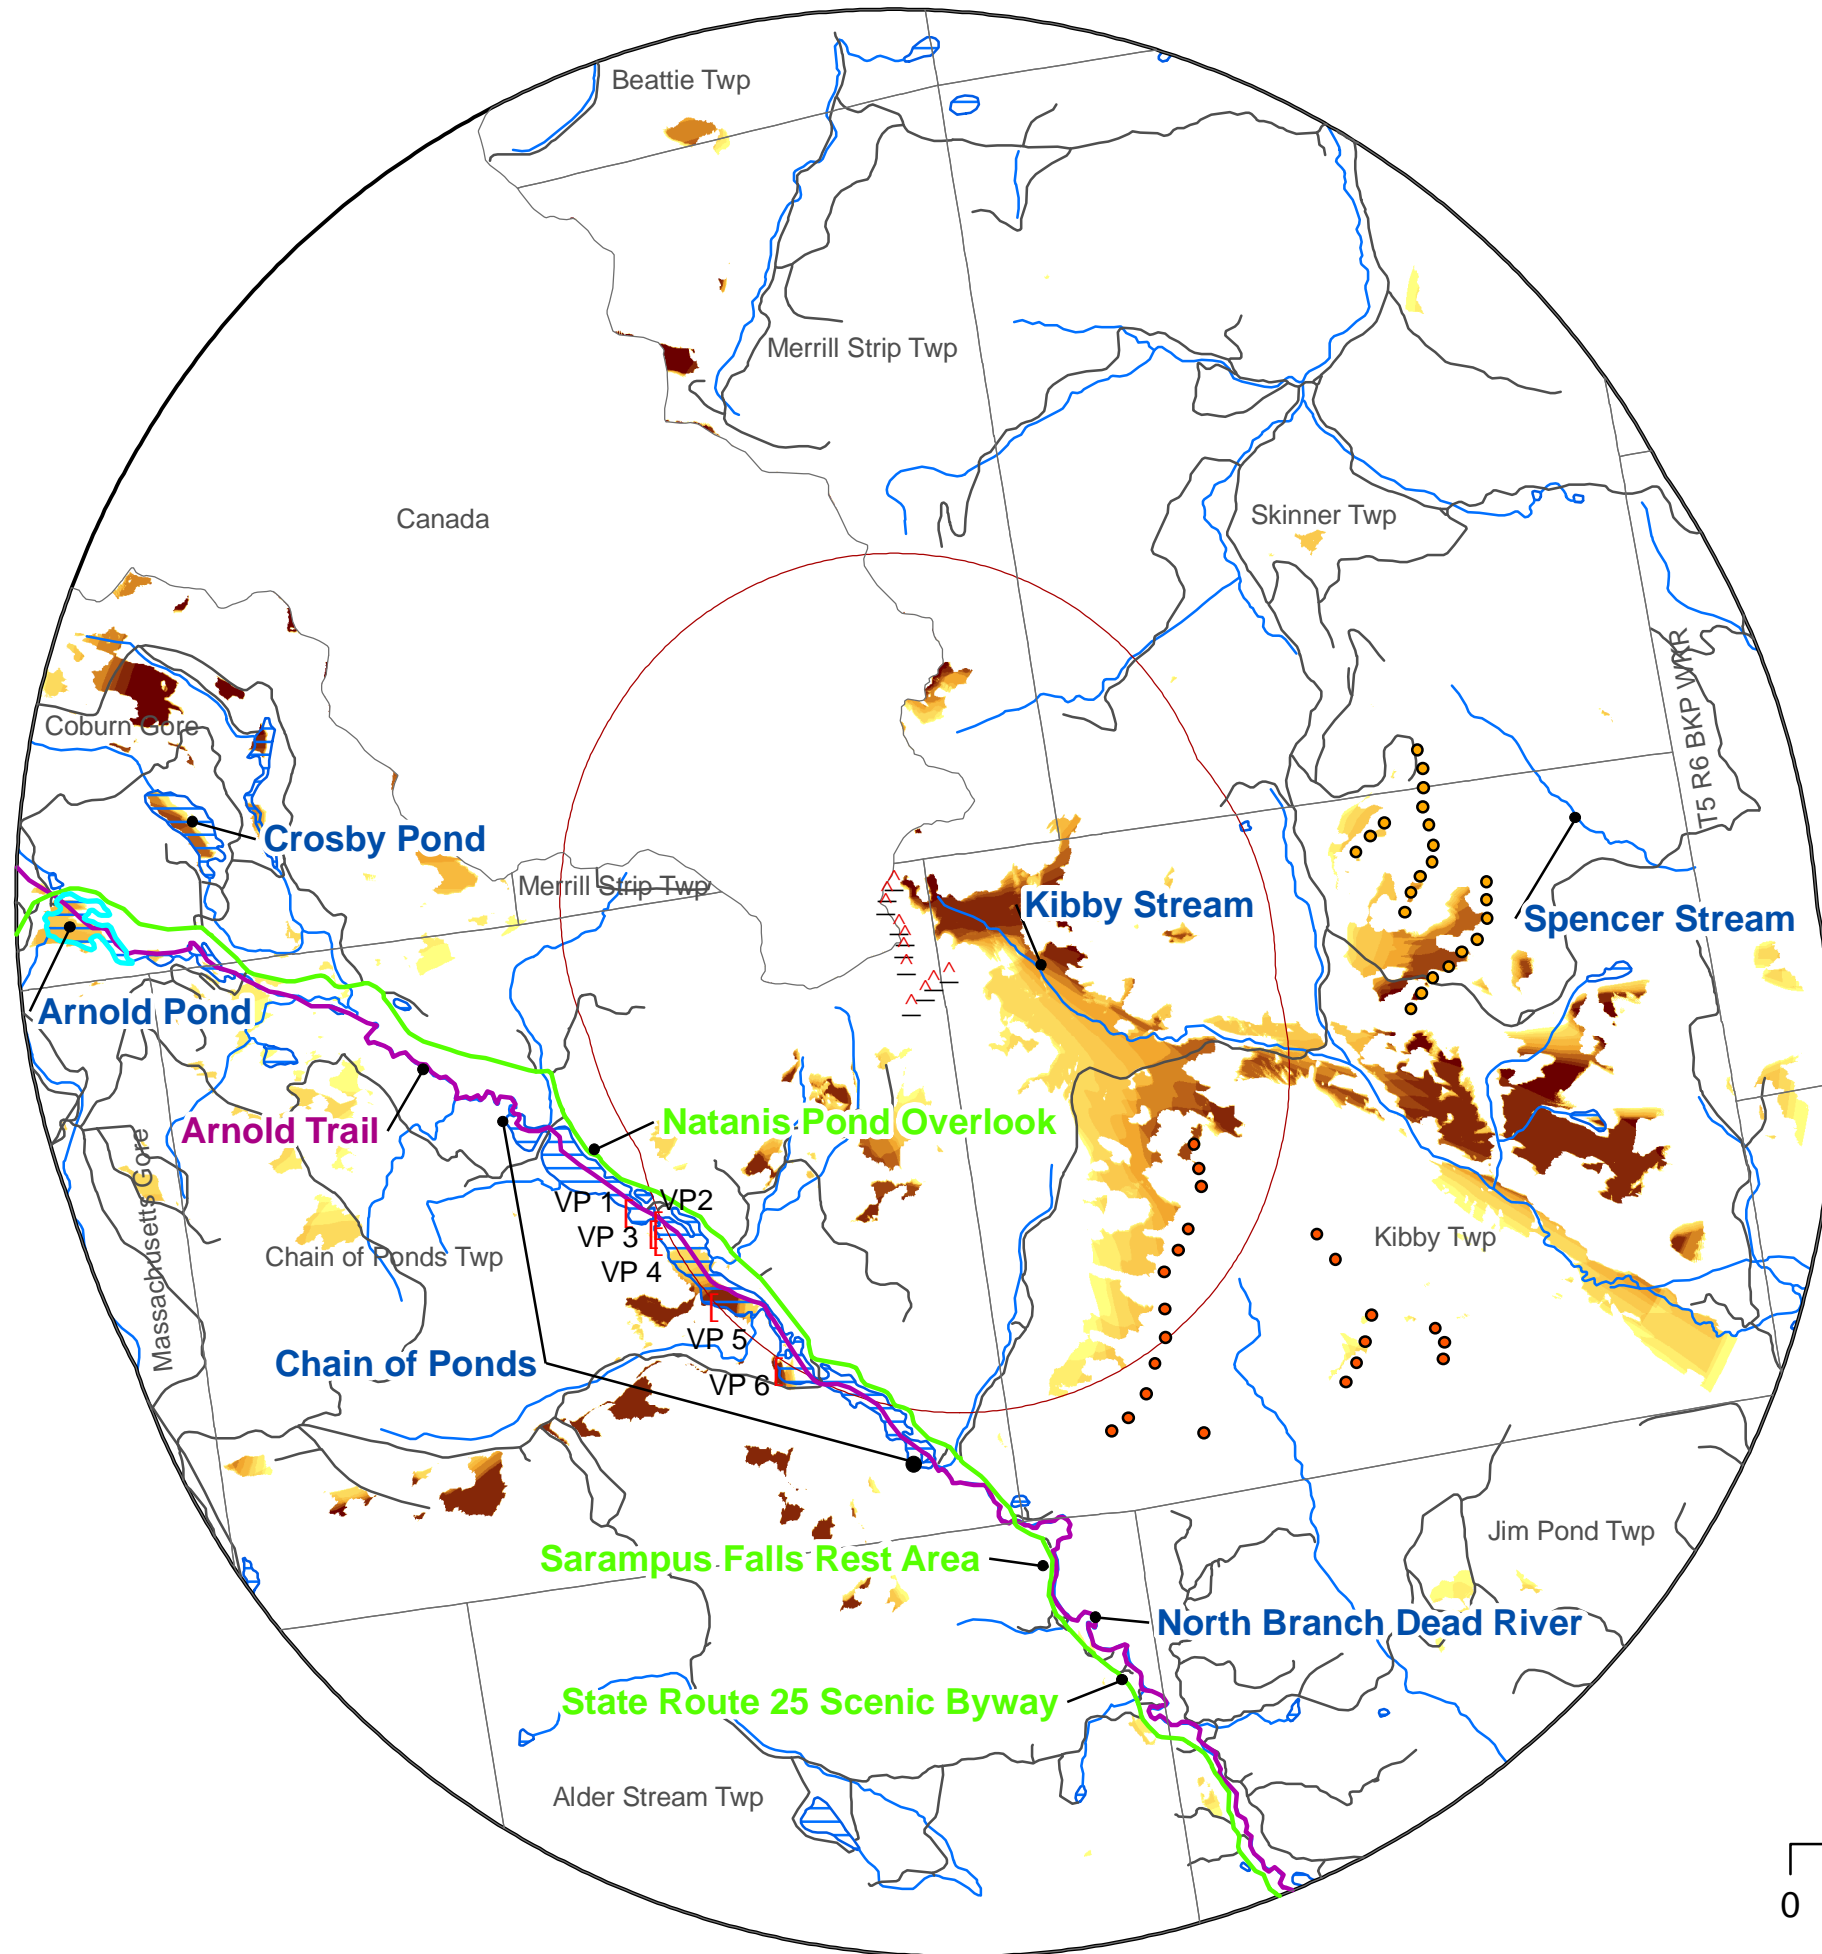 Beattie Twp
Merrill Strip Twp
Canada
Skinner Twp
T5 R6 BKP WKR
Coburn Gore
Crosby Pond
Merrill Strip Twp
Kibby Stream
Spencer Stream
Arnold Pond
Arnold Trail
Natanis Pond Overlook
Massachusetts Gore
VP 1
VP2
VP 3
Kibby Twp
Chain of Ponds Twp
VP 4
VP 5
Chain of Ponds
VP 6
Jim Pond Twp
Sarampus Falls Rest Area
North Branch Dead River
State Route 25 Scenic Byway
Alder Stream Twp
0